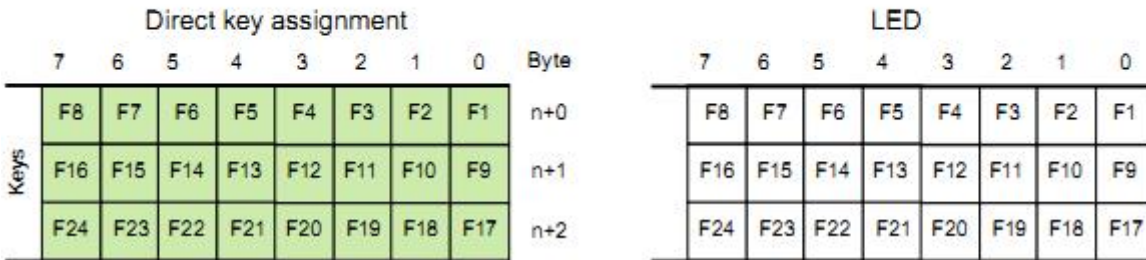 Direct key assignment LED
7 6 5 4 3 2 1 0 Byte 7 6 5 4 3 2 1 0
F8 F7 F6 F5 F4 F3 F2 F1 n+0 F8 F7 F6 F5 F4 F3 F2 F1
Keys
F16 F15 F14 F13 F12 F11 F10 F9 n+1 F16 F15 F14 F13 F12 F11 F10 F9
F24 F23 F22 F21 F20 F19 F18 F17 n+2 F24 F23 F22 F21 F20 F19 F18 F17